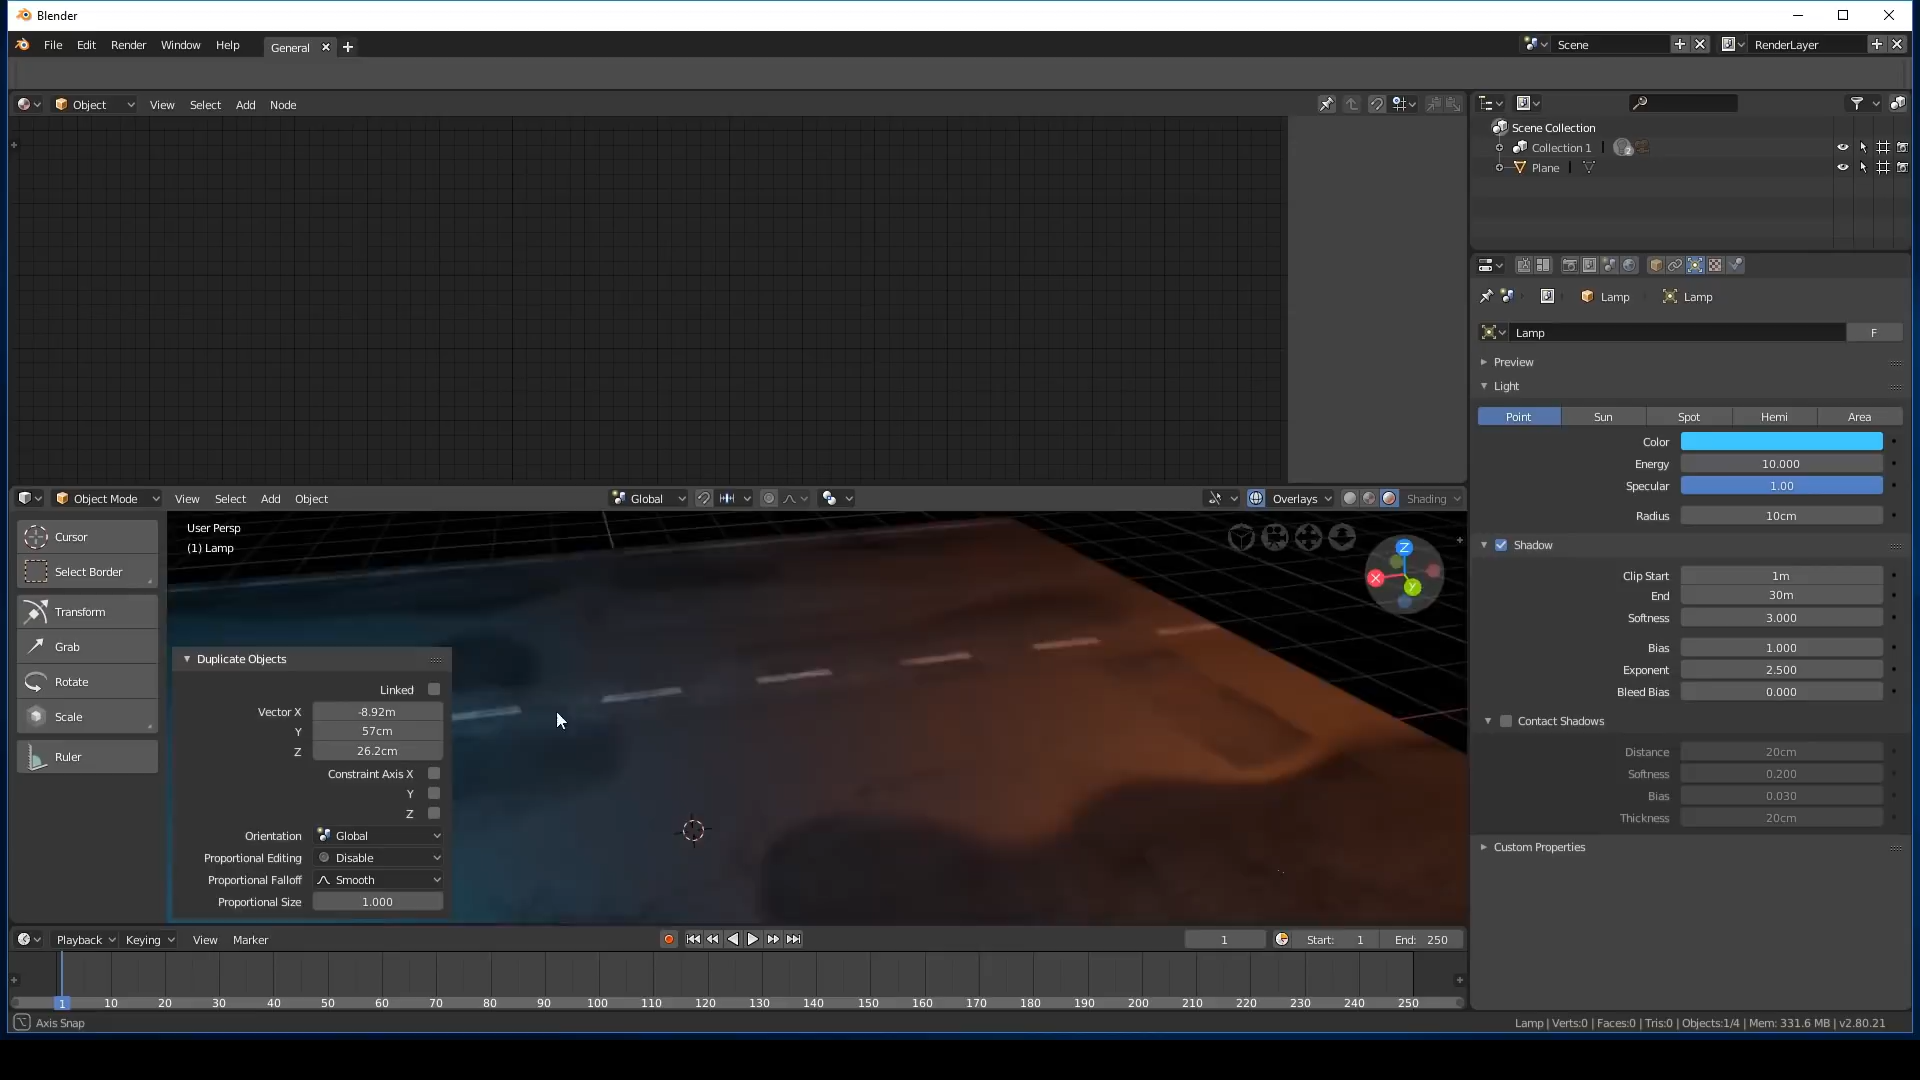 Blender
File Edit Render Window Help General Scene RenderLayer
Object View Select Add Node
Scene Collection
Collection 1
2
Plane
Lamp Lamp
Lamp F
Preview
Light
Point Sun Spot Hemi Area
Color
Energy 10.000
Specular 1.00
Radius 10cm
Shadow
Clip Start 1m
End 30m
Softness 3.000
Bias 1.000
Exponent 2.500
Bleed Bias 0.000
Contact Shadows
Distance 20cm
Softness 0.200
Bias 0.030
Thickness 20cm
Custom Properties
Object Mode View Select Add Object Global Overlays Shading
Cursor
Select Border
Transform
Grab
Rotate
Scale
Ruler
User Persp
(1) Lamp
Z
X
Y
Duplicate Objects
Linked
Vector X -8.92m
Y 57cm
Z 26.2cm
Constraint Axis X
Y
Z
Orientation Global
Proportional Editing Disable
Proportional Falloff Smooth
Proportional Size 1.000
Playback Keying View Marker 1 Start: 1 End: 250
1 10 20 30 40 50 60 70 80 90 100 110 120 130 140 150 160 170 180 190 200 210 220 230 240 250
Axis Snap
Lamp | Verts:0 | Faces:0 | Tris:0 | Objects:1/4 | Mem: 331.6 MB | v2.80.21